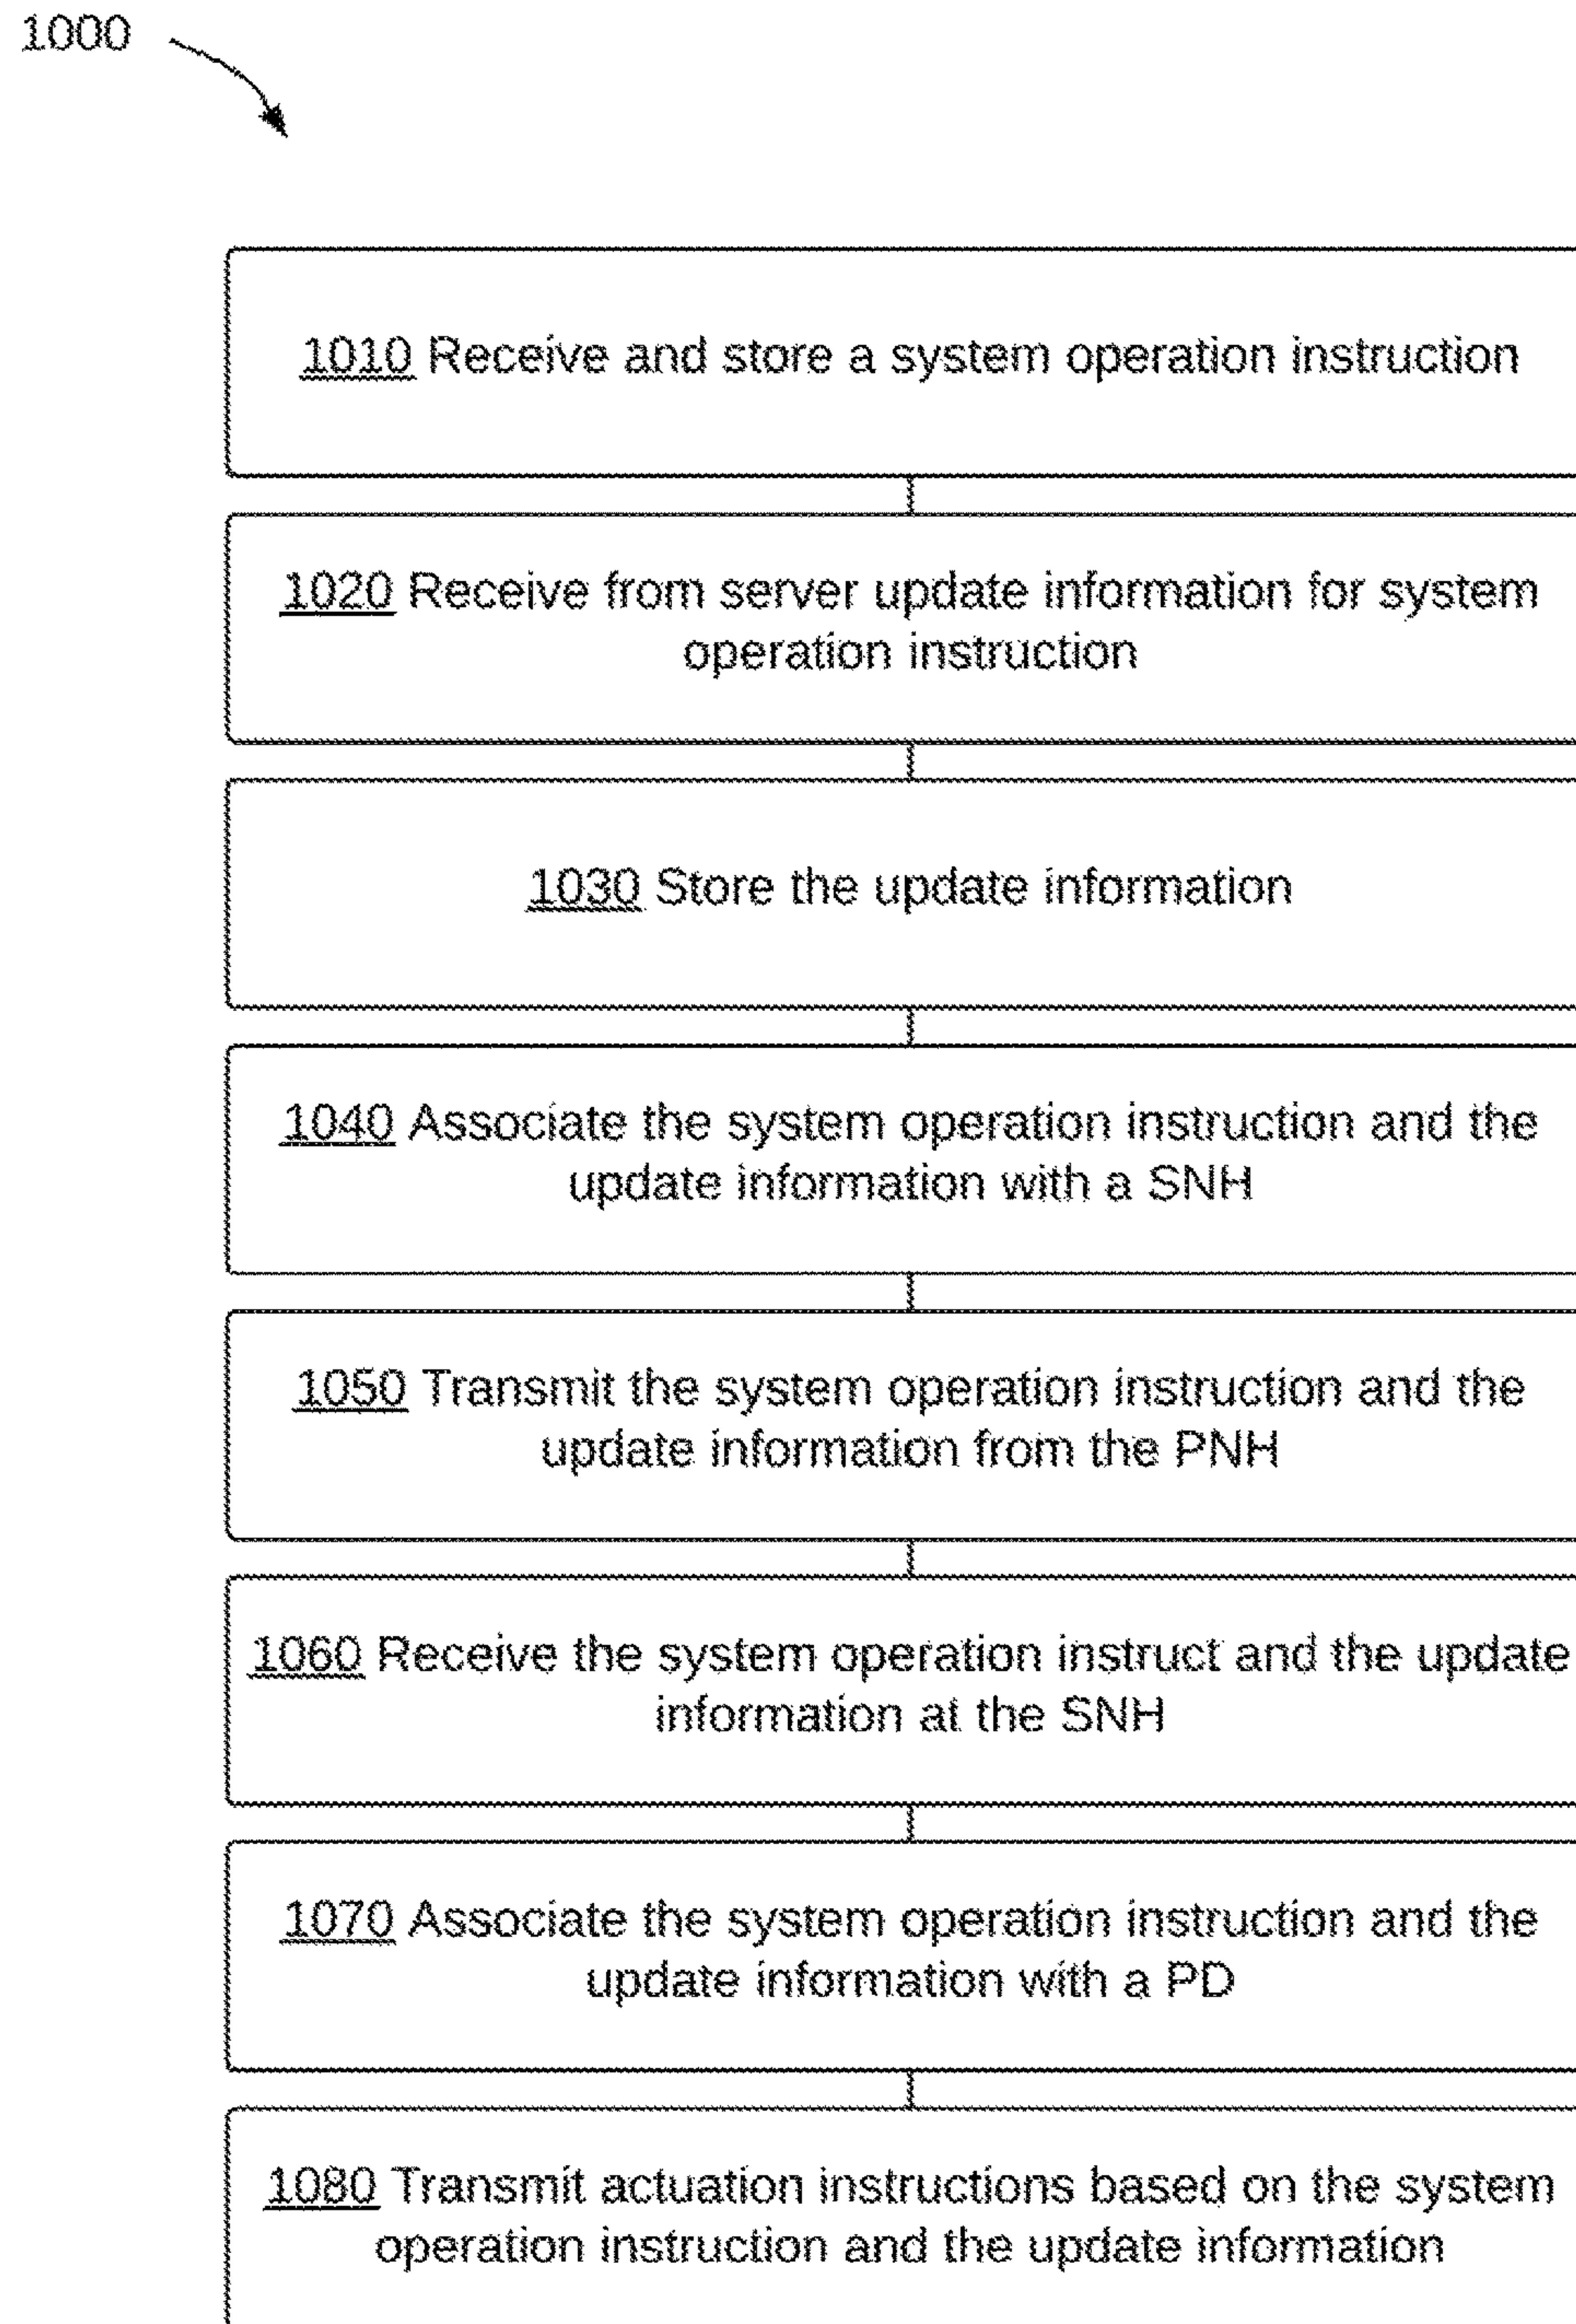 1000
1010 Receive and store a system operation instruction
1020 Receive from server update information for system
operation instruction
1030 Store the update information
1040 Associate the system operation instruction and the
update information with a SNH
1050 Transmit the system operation instruction and the
update information from the PNH
1060 Receive the system operation instruct and the update
information at the SNH
1070 Associate the system operation instruction and the
update information with a PD
1080 Transmit actuation instructions based on the system
operation instruction and the update information